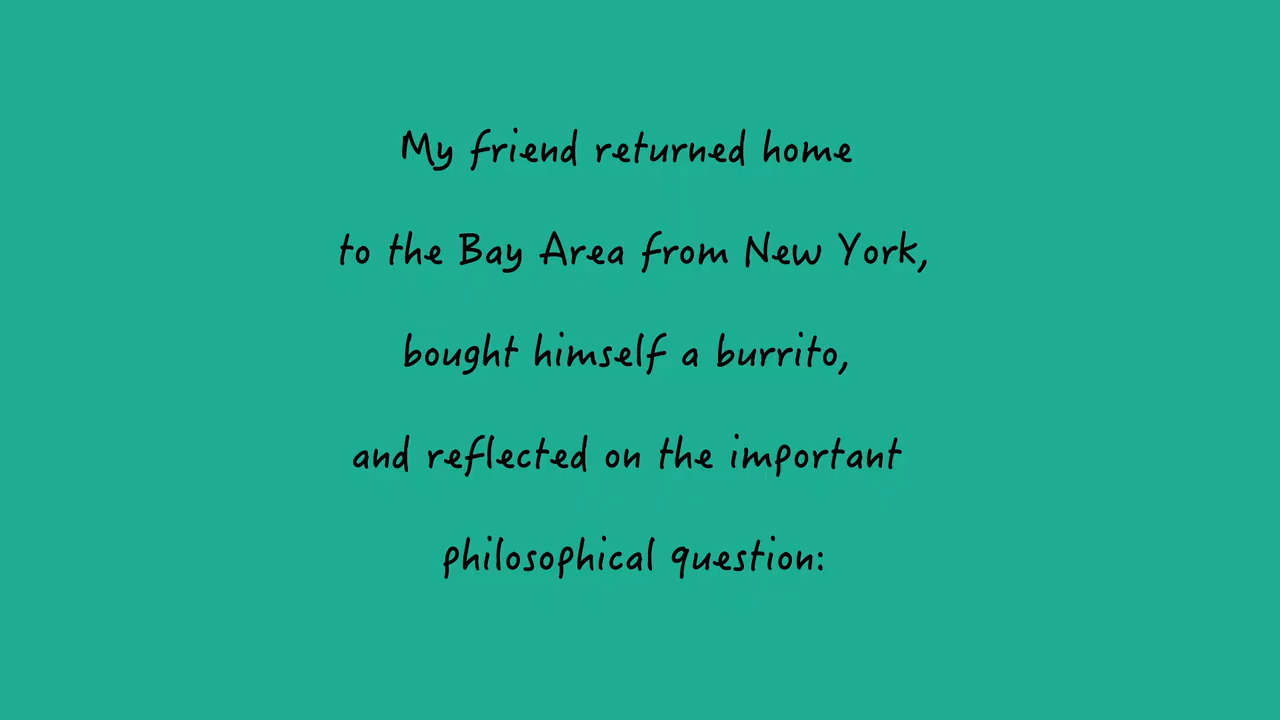 My friend returned home
to the Bay Area from New York,
bought himself a burrito,
and reflected on the important
philosophical question: